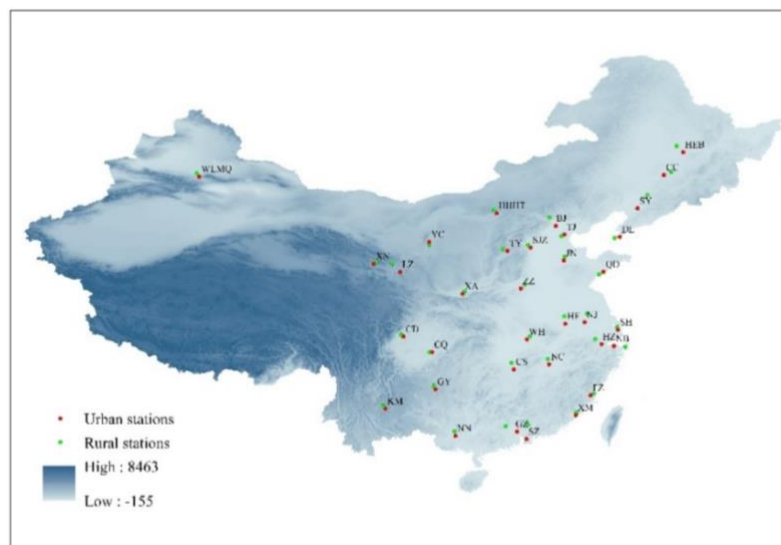 HEB
CC
WLMQ
SY
HHHT
BJ
TJ
DL
YC
TY
SJZ
XN
LZ
JN
QD
XA
ZZ
HF
NJ
SH
CD
WH
HZ
CQ
CS
NC
GY
FZ
KM
XM
NN
GZ
SZ
Urban stations
Rural stations
High : 8463
Low : -155